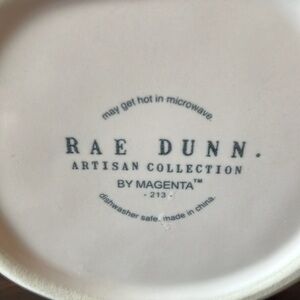 may get hot in microwave.
RAE DUNN.
ARTISAN COLLECTION
BY MAGENTA™
- 213 -
dishwasher safe. made in china.